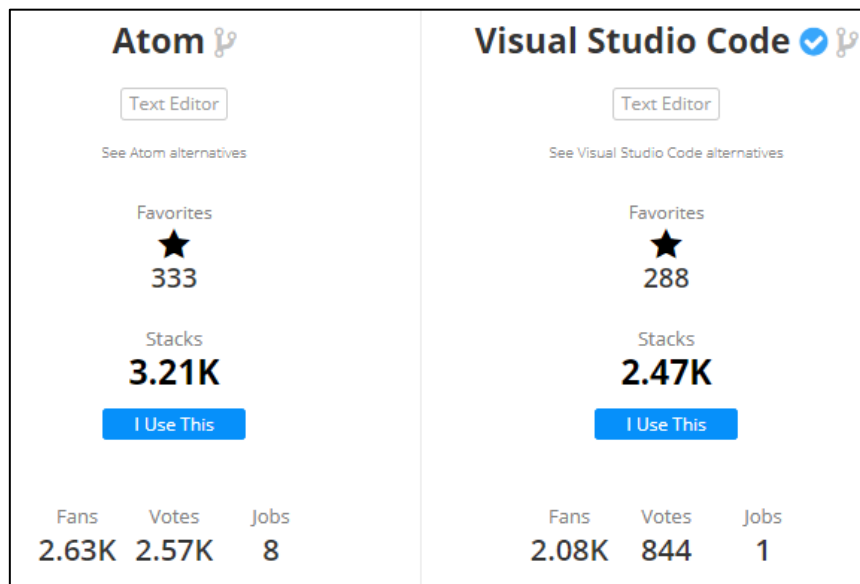 Atom
Text Editor
See Atom alternatives
Favorites
333
Stacks
3.21K
I Use This
Fans Votes Jobs
2.63K 2.57K 8
Visual Studio Code
Text Editor
See Visual Studio Code alternatives
Favorites
288
Stacks
2.47K
I Use This
Fans Votes Jobs
2.08K 844 1